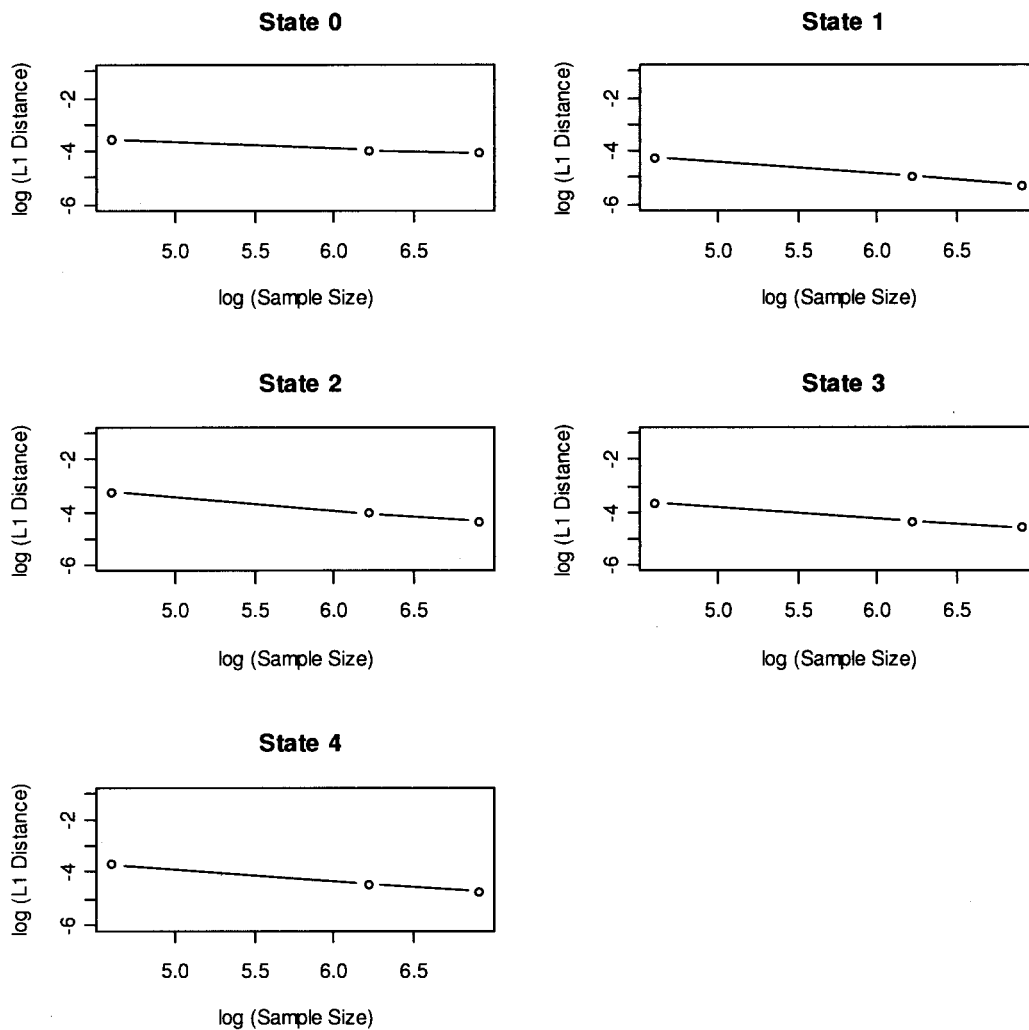 State 0
log (L1 Distance)
-2
-4
-6
5.0 5.5 6.0 6.5
log (Sample Size)
State 1
log (L1 Distance)
-2
-4
-6
5.0 5.5 6.0 6.5
log (Sample Size)
State 2
log (L1 Distance)
-2
-4
-6
5.0 5.5 6.0 6.5
log (Sample Size)
State 3
log (L1 Distance)
-2
-4
-6
5.0 5.5 6.0 6.5
log (Sample Size)
State 4
log (L1 Distance)
-2
-4
-6
5.0 5.5 6.0 6.5
log (Sample Size)